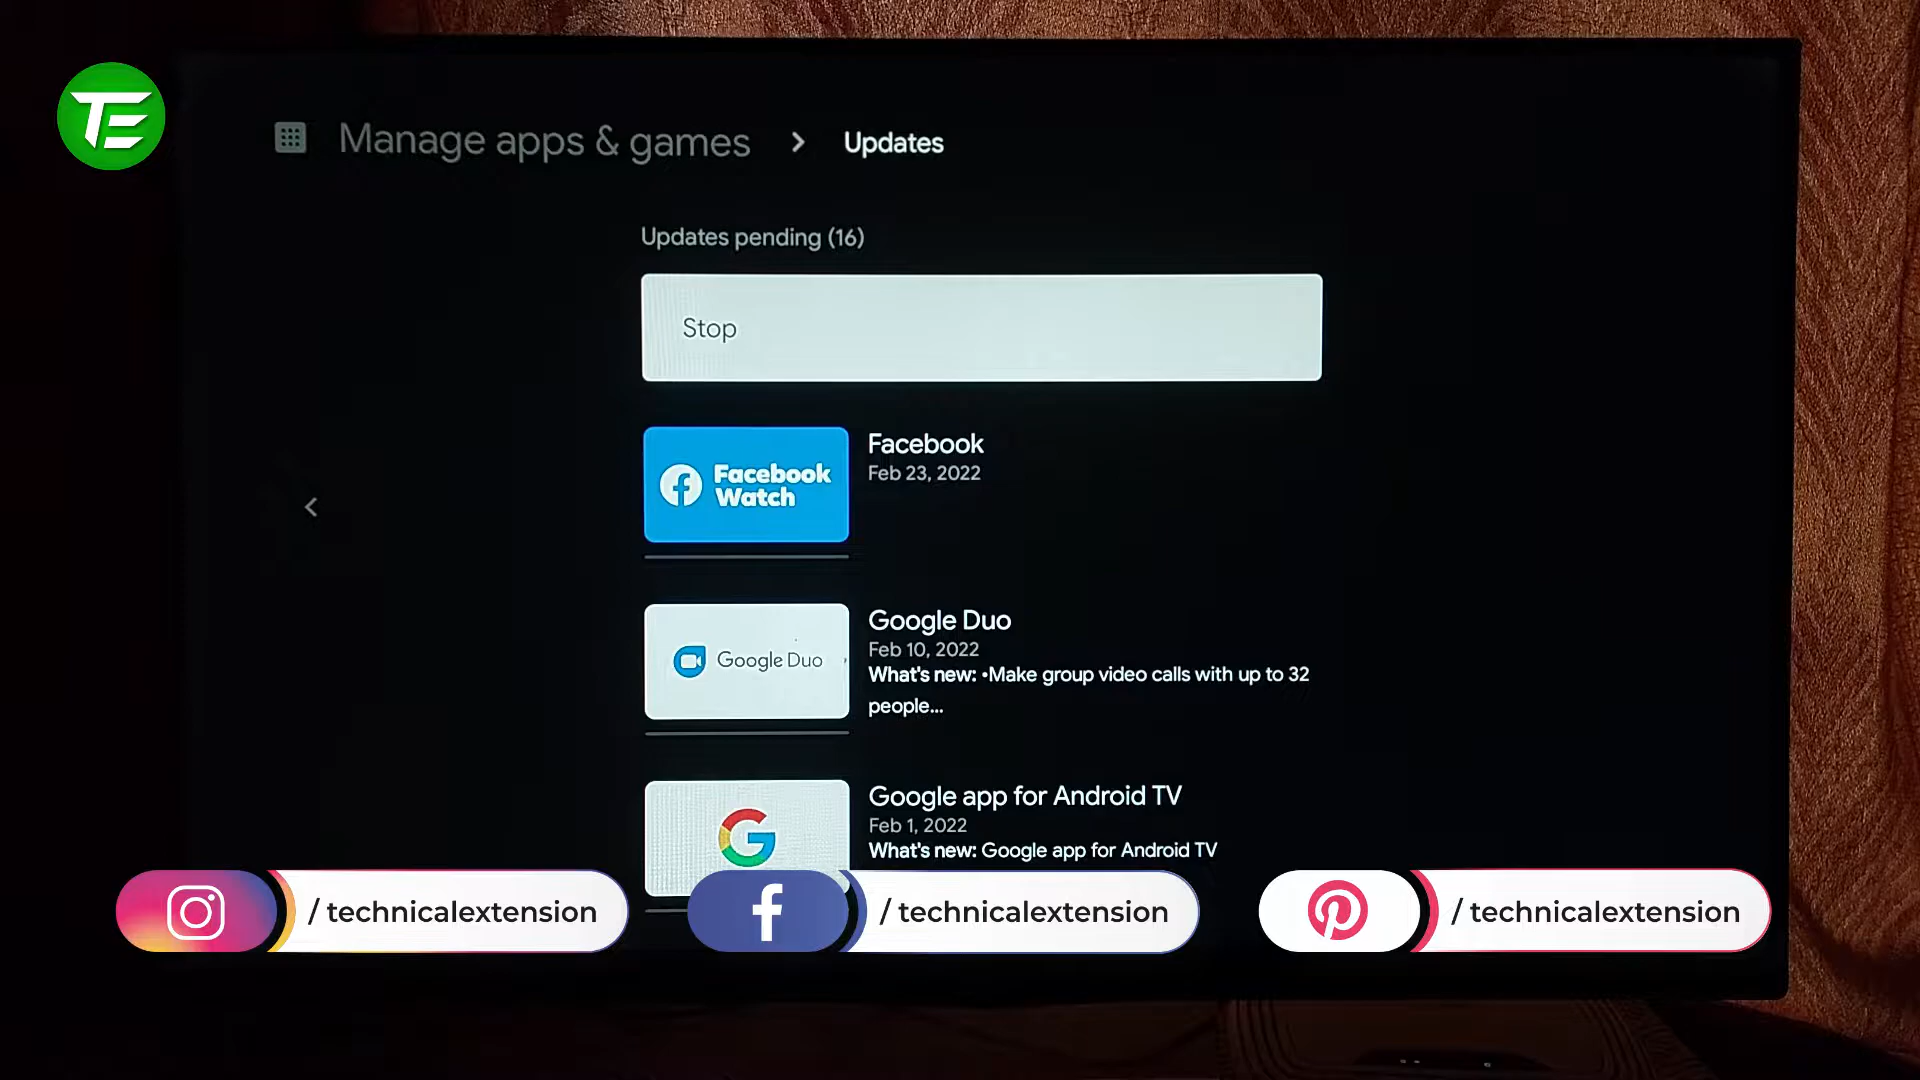 TE
Manage apps & games > Updates
Updates pending (16)
Stop
Facebook
Watch
Facebook
Feb 23, 2022
Google Duo
Google Duo
Feb 10, 2022
What's new: •Make group video calls with up to 32
people...
G
Google app for Android TV
Feb 1, 2022
What's new: Google app for Android TV
/ technicalextension
/ technicalextension
/ technicalextension